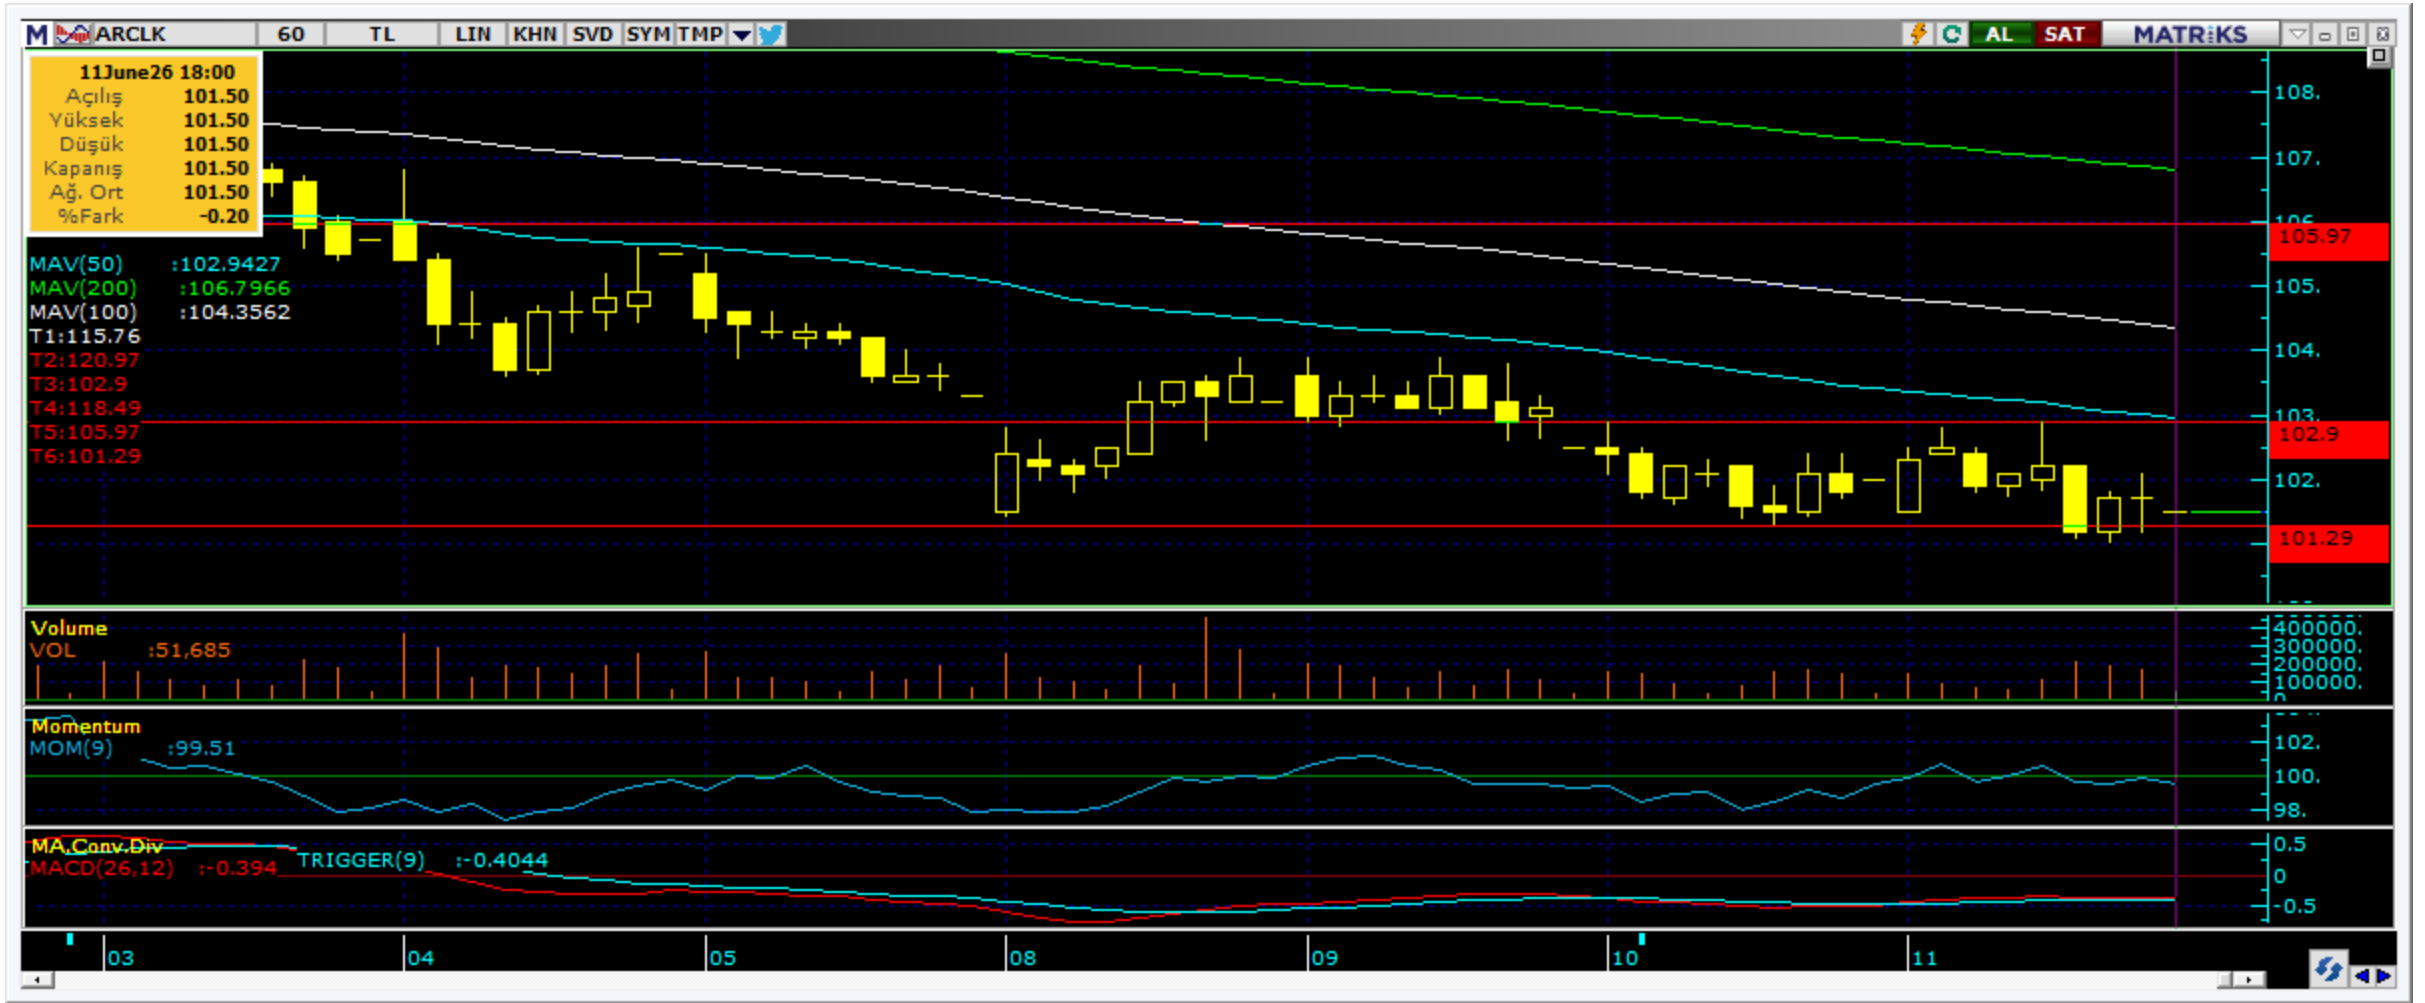 M ARCLK 60 TL LIN KHN SVD SYM TMP AL SAT MATRiKS
11June26 18:00
Açılış 101.50
Yüksek 101.50
Düşük 101.50
Kapanış 101.50
Ağ. Ort 101.50
%Fark -0.20
MAV(50) :102.9427
MAV(200) :106.7966
MAV(100) :104.3562
T1:115.76
T2:120.97
T3:102.9
T4:118.49
T5:105.97
T6:101.29
108.
107.
106.
105.97
105.
104.
103.
102.9
102.
101.29
Volume
VOL :51,685
400000.
300000.
200000.
100000.
0
Momentum
MOM(9) :99.51
102.
100.
98.
MA.Conv.Div
MACD(26,12) :-0.394 TRIGGER(9) :-0.4044
0.5
0
-0.5
03 04 05 08 09 10 11